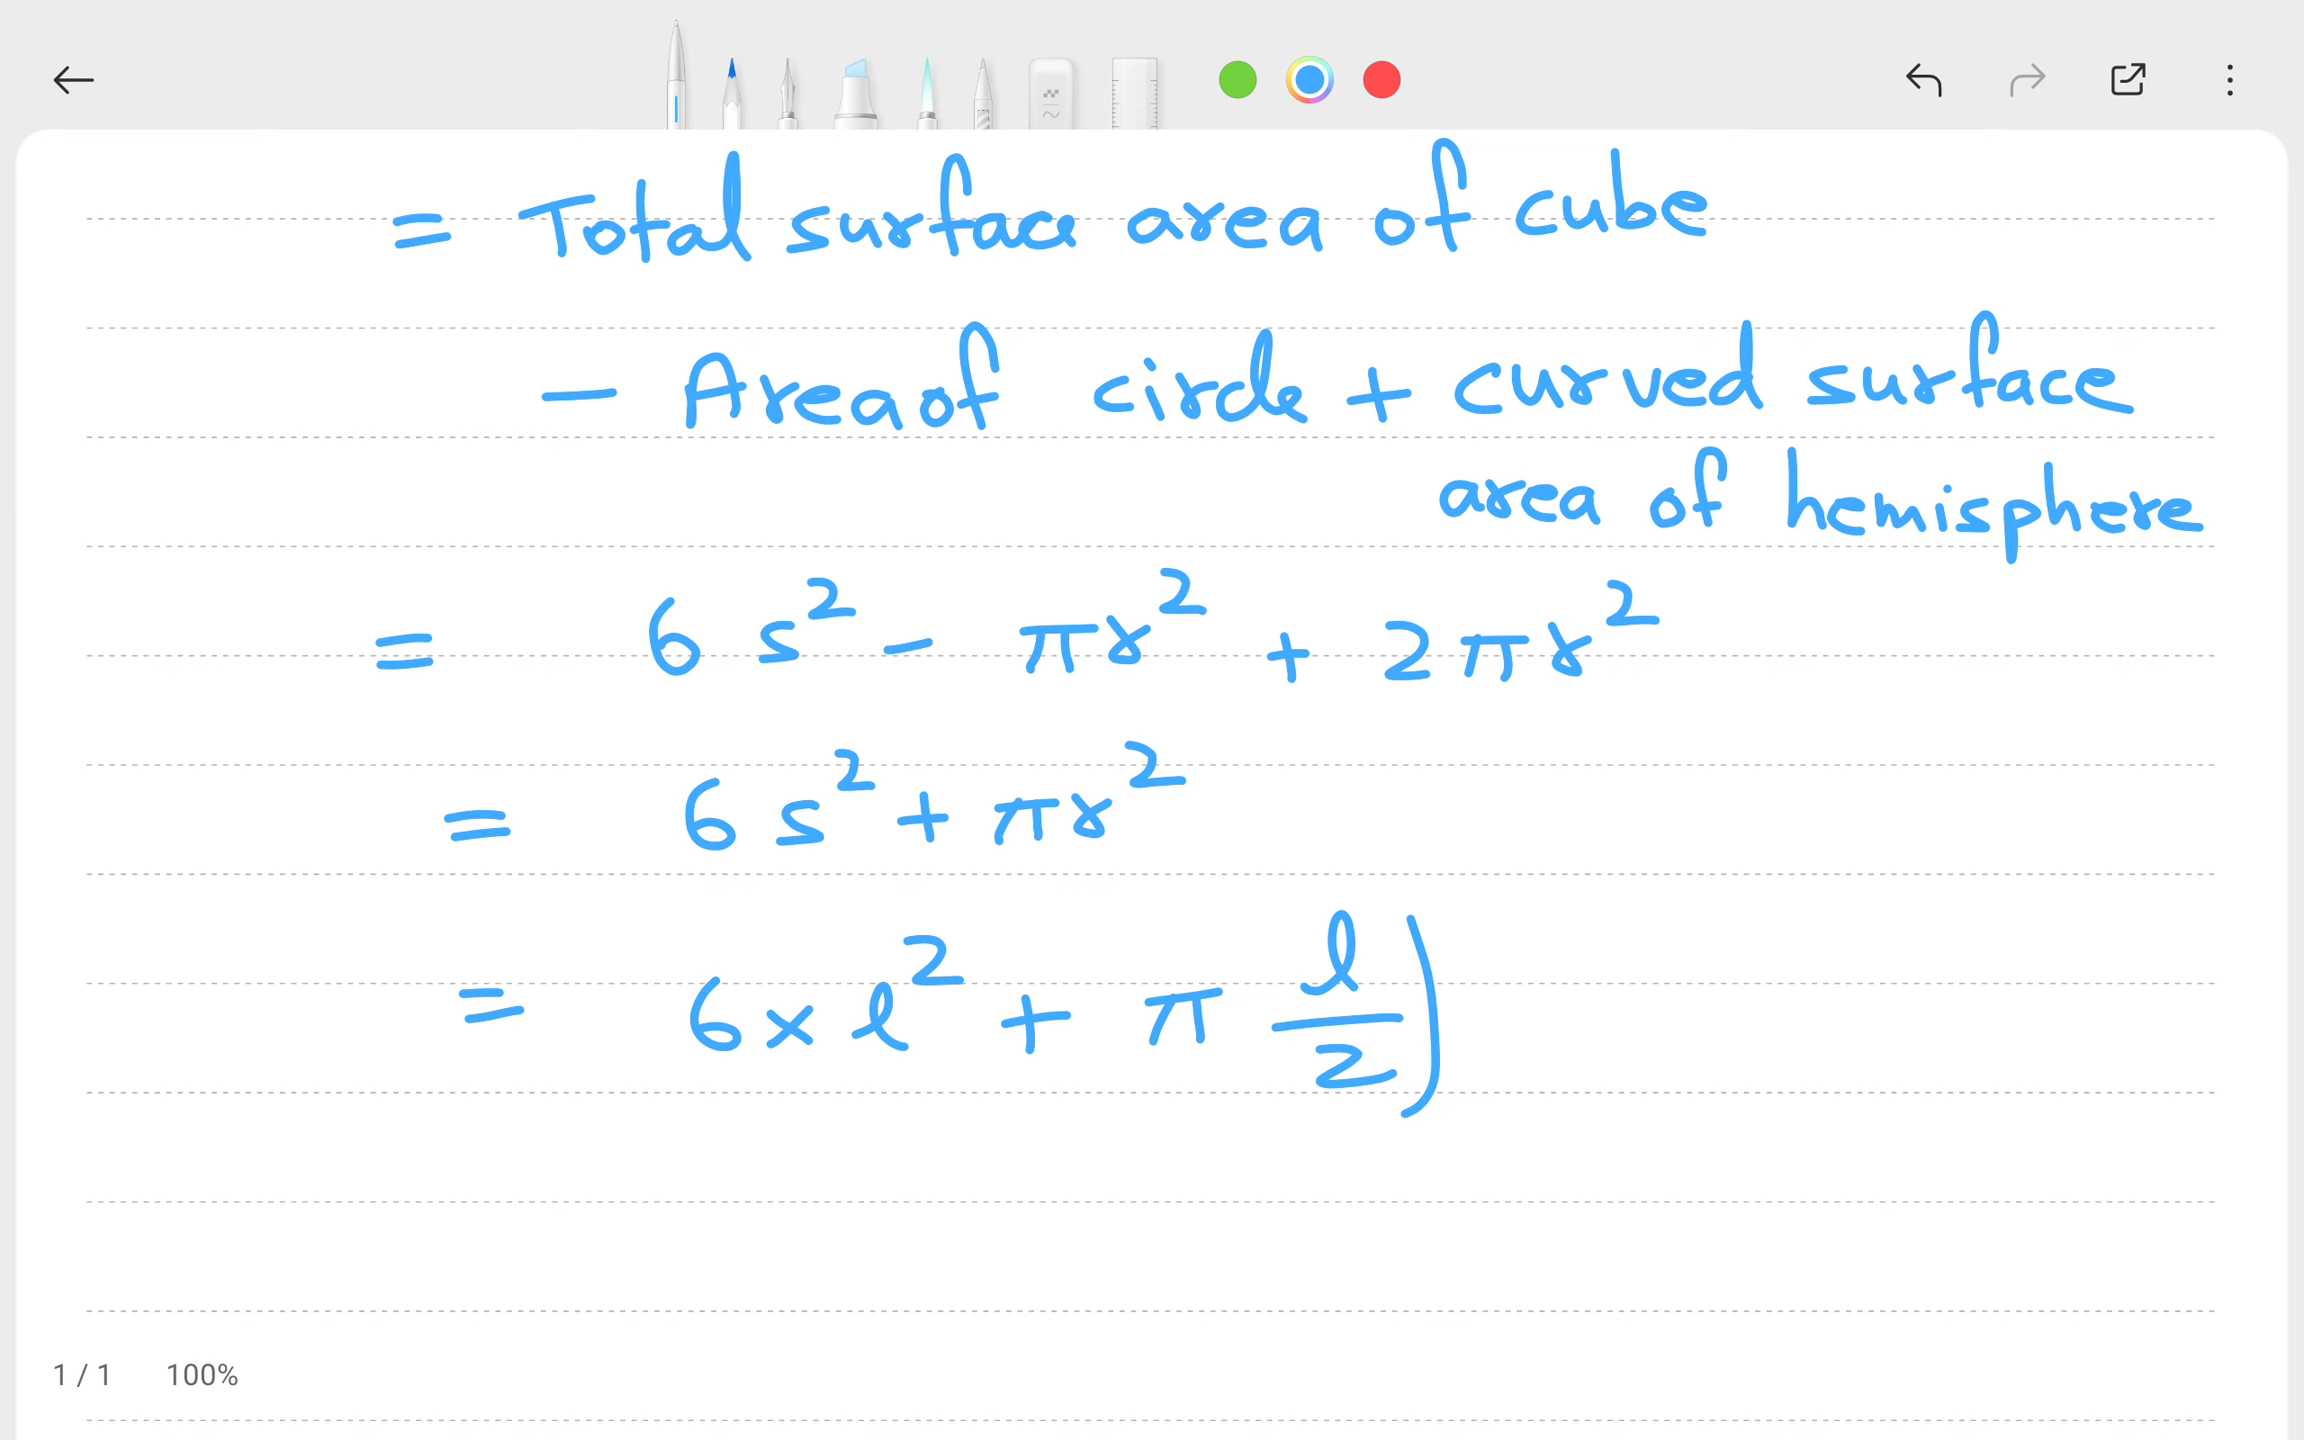 = Total surface area of cube
- Area of circle + curved surface
area of hemisphere
= 6 s² - πr² + 2πr²
= 6 s² + πr²
= 6 × l² + π l/2)
1 / 1 100%